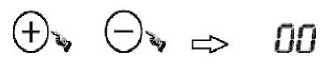 + - ⇨ 00